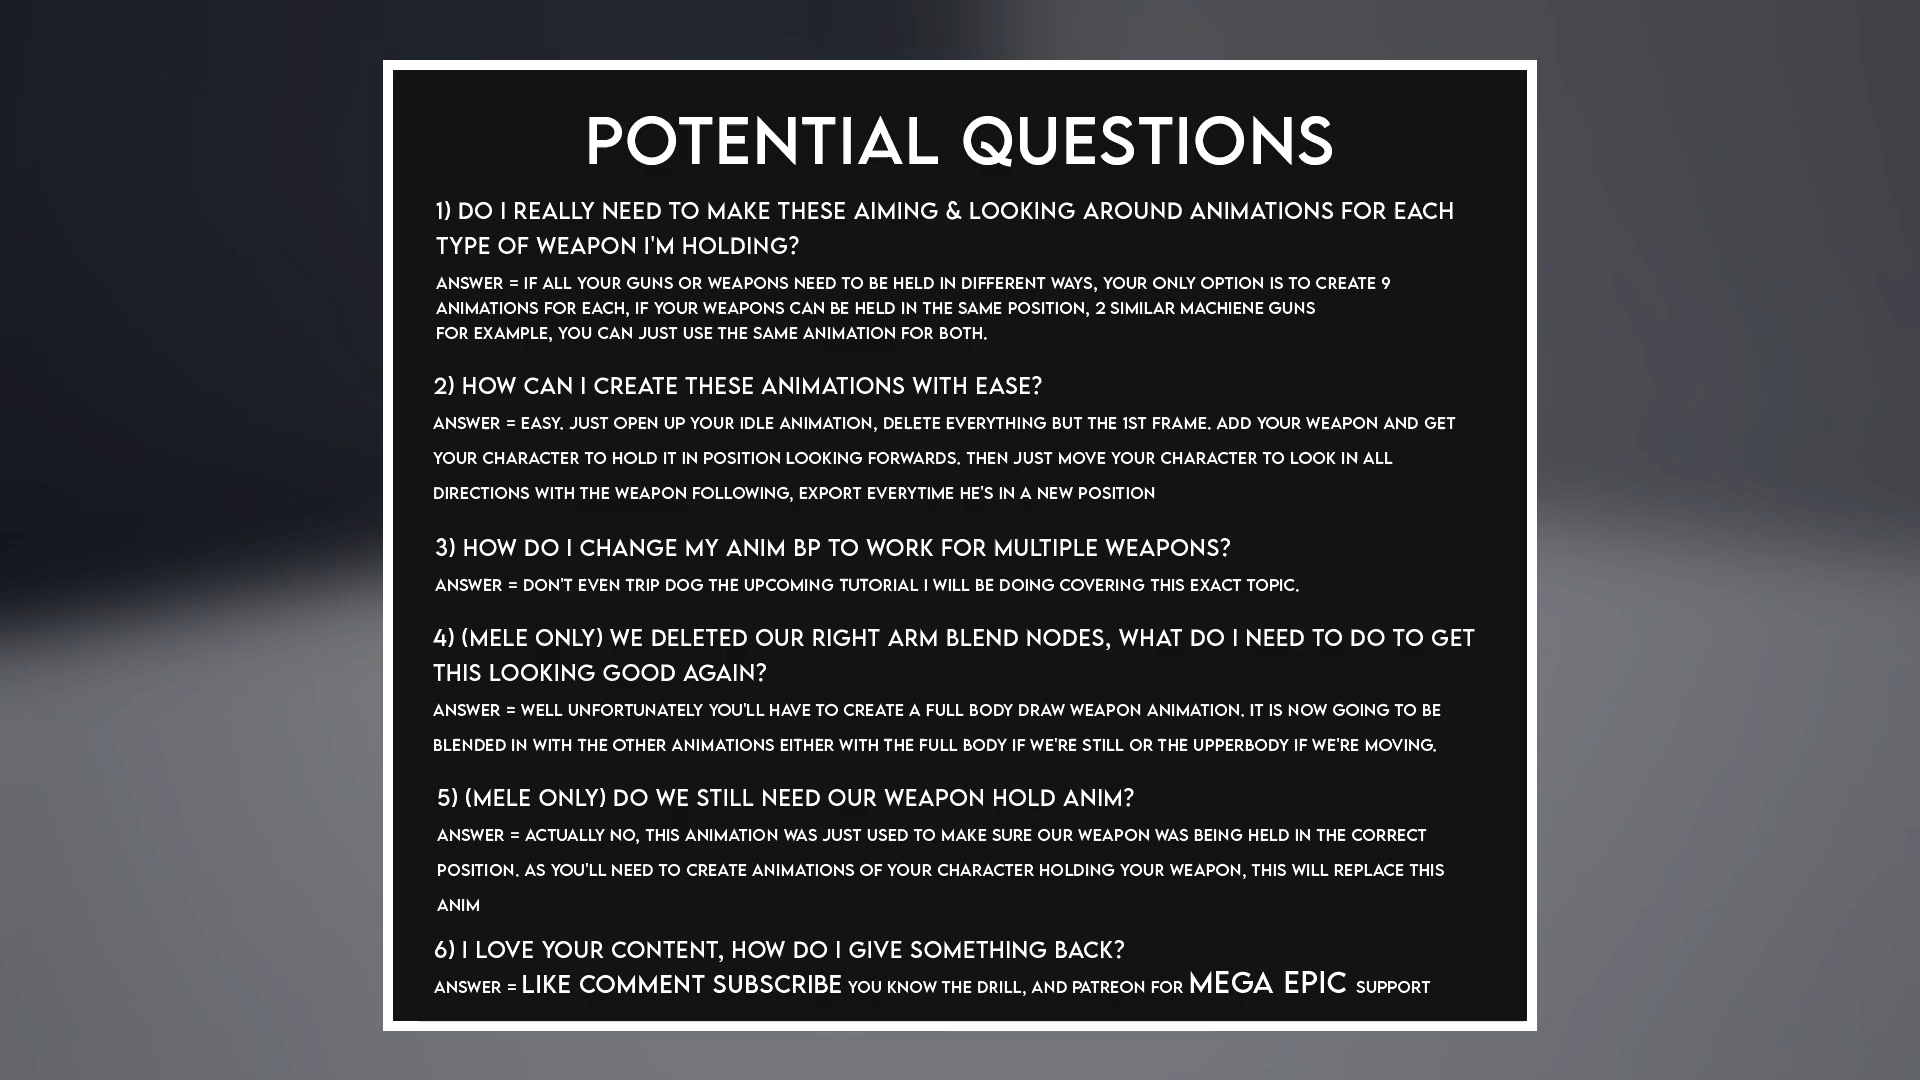 POTENTIAL QUESTIONS
1) DO I REALLY NEED TO MAKE THESE AIMING & LOOKING AROUND ANIMATIONS FOR EACH
TYPE OF WEAPON I'M HOLDING?
ANSWER = IF ALL YOUR GUNS OR WEAPONS NEED TO BE HELD IN DIFFERENT WAYS, YOUR ONLY OPTION IS TO CREATE 9
ANIMATIONS FOR EACH, IF YOUR WEAPONS CAN BE HELD IN THE SAME POSITION, 2 SIMILAR MACHIENE GUNS
FOR EXAMPLE, YOU CAN JUST USE THE SAME ANIMATION FOR BOTH.
2) HOW CAN I CREATE THESE ANIMATIONS WITH EASE?
ANSWER = EASY. JUST OPEN UP YOUR IDLE ANIMATION, DELETE EVERYTHING BUT THE 1ST FRAME. ADD YOUR WEAPON AND GET
YOUR CHARACTER TO HOLD IT IN POSITION LOOKING FORWARDS. THEN JUST MOVE YOUR CHARACTER TO LOOK IN ALL
DIRECTIONS WITH THE WEAPON FOLLOWING, EXPORT EVERYTIME HE'S IN A NEW POSITION
3) HOW DO I CHANGE MY ANIM BP TO WORK FOR MULTIPLE WEAPONS?
ANSWER = DON'T EVEN TRIP DOG THE UPCOMING TUTORIAL I WILL BE DOING COVERING THIS EXACT TOPIC.
4) (MELE ONLY) WE DELETED OUR RIGHT ARM BLEND NODES, WHAT DO I NEED TO DO TO GET
THIS LOOKING GOOD AGAIN?
ANSWER = WELL UNFORTUNATELY YOU'LL HAVE TO CREATE A FULL BODY DRAW WEAPON ANIMATION. IT IS NOW GOING TO BE
BLENDED IN WITH THE OTHER ANIMATIONS EITHER WITH THE FULL BODY IF WE'RE STILL OR THE UPPERBODY IF WE'RE MOVING.
5) (MELE ONLY) DO WE STILL NEED OUR WEAPON HOLD ANIM?
ANSWER = ACTUALLY NO, THIS ANIMATION WAS JUST USED TO MAKE SURE OUR WEAPON WAS BEING HELD IN THE CORRECT
POSITION. AS YOU'LL NEED TO CREATE ANIMATIONS OF YOUR CHARACTER HOLDING YOUR WEAPON, THIS WILL REPLACE THIS
ANIM
6) I LOVE YOUR CONTENT, HOW DO I GIVE SOMETHING BACK?
ANSWER = LIKE COMMENT SUBSCRIBE YOU KNOW THE DRILL, AND PATREON FOR MEGA EPIC SUPPORT